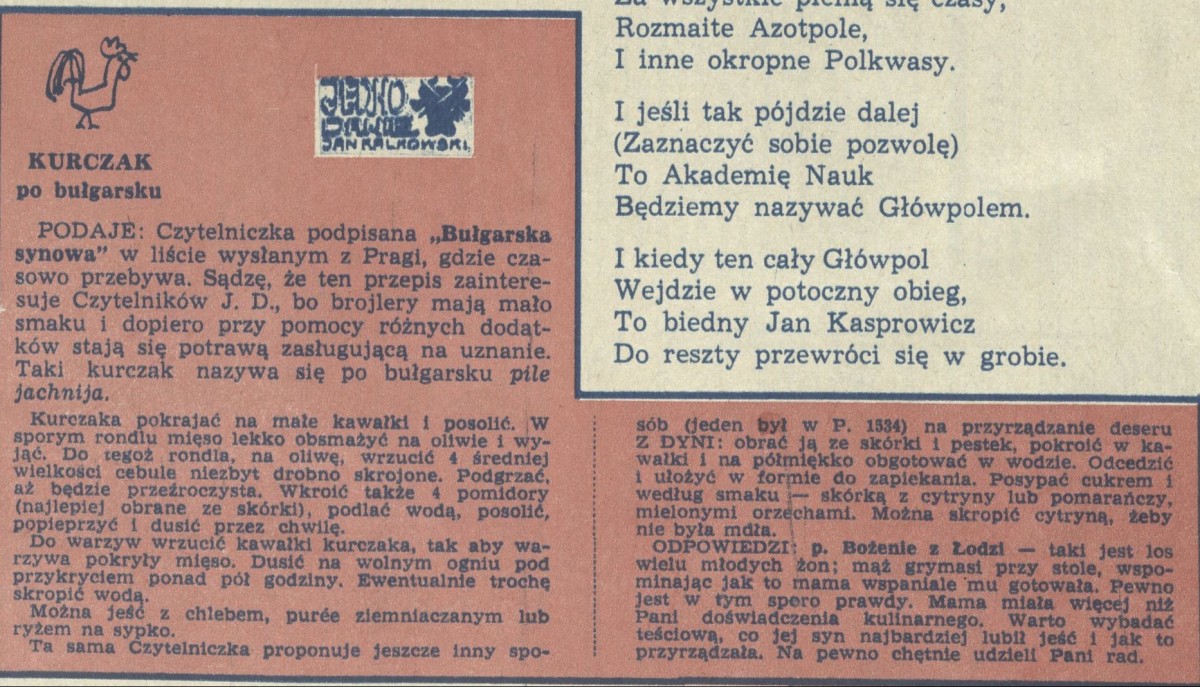 KURCZAK
po bułgarsku
JEDNO
DANIE
JAN KALKOWSKI
PODAJE: Czytelniczka podpisana „Bułgarska
synowa” w liście wysłanym z Pragi, gdzie cza-
sowo przebywa. Sądzę, że ten przepis zaintere-
suje Czytelników J. D., bo brojlery mają mało
smaku i dopiero przy pomocy różnych dodat-
ków stają się potrawą zasługującą na uznanie.
Taki kurczak nazywa się po bułgarsku pile
jachnija.
Kurczaka pokrajać na małe kawałki i posolić. W
sporym rondlu mięso lekko obsmażyć na oliwie i wy-
jąć. Do tegoż rondla, na oliwę, wrzucić 4 średniej
wielkości cebule niezbyt drobno skrojone. Podgrzać,
aż będzie przeźroczysta. Wkroić także 4 pomidory
(najlepiej obrane ze skórki), podlać wodą, posolić,
popieprzyć i dusić przez chwilę.
Do warzyw wrzucić kawałki kurczaka, tak aby wa-
rzywa pokryły mięso. Dusić na wolnym ogniu pod
przykryciem ponad pół godziny. Ewentualnie trochę
skropić wodą.
Można jeść z chlebem, purée ziemniaczanym lub
ryżem na sypko.
Ta sama Czytelniczka proponuje jeszcze inny spo-
sób (jeden był w P. 1534) na przyrządzanie deseru
Z DYNI: obrać ją ze skórki i pestek, pokroić w ka-
wałki i na półmiękko obgotować w wodzie. Odcedzić
i ułożyć w formie do zapiekania. Posypać cukrem i
według smaku — skórką z cytryny lub pomarańczy,
mielonymi orzechami. Można skropić cytryną, żeby
nie była mdła.
ODPOWIEDZI: p. Bożenie z Łodzi — taki jest los
wielu młodych żon; mąż grymasi przy stole, wspo-
minając jak to mama wspaniale mu gotowała. Pewno
jest w tym sporo prawdy. Mama miała więcej niż
Pani doświadczenia kulinarnego. Warto wybadać
teściową, co jej syn najbardziej lubił jeść i jak to
przyrządzała. Na pewno chętnie udzieli Pani rad.
Za wszystkie plenią się czasy,
Rozmaite Azotpole,
I inne okropne Polkwasy.
I jeśli tak pójdzie dalej
(Zaznaczyć sobie pozwolę)
To Akademię Nauk
Będziemy nazywać Główpolem.
I kiedy ten cały Główpol
Wejdzie w potoczny obieg,
To biedny Jan Kasprowicz
Do reszty przewróci się w grobie.